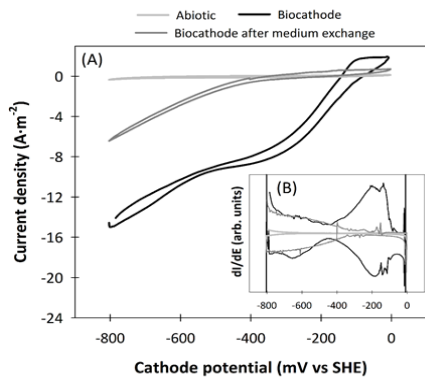 Abiotic Biocathode
Biocathode after medium exchange
(A)
Current density (A·m⁻²)
0
-4
-8
-12
-16
-20
-24
-800 -600 -400 -200 0
Cathode potential (mV vs SHE)
(B)
dI/dE (arb. units)
-800 -600 -400 -200 0